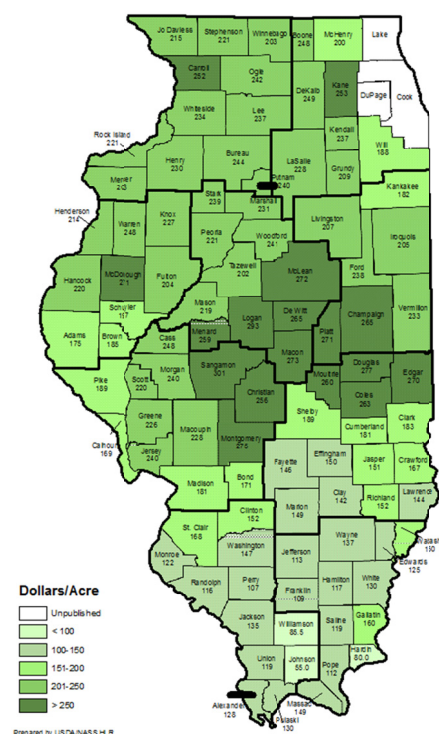 Jo Daviess
215
Stephenson
221
Winnebago
203
Boone
248
McHenry
200
Lake
Carroll
252
Ogle
242
DeKalb
249
Kane
253
DuPage
Cook
Whiteside
234
Lee
237
Kendall
237
Will
188
Rock Island
221
Henry
230
Bureau
244
LaSalle
228
Grundy
209
Putnam
240
Kankakee
182
Mercer
Henderson
214
Warren
248
Knox
227
Stark
239
Marshall
231
Peoria
221
Woodford
241
Livingston
207
Iroquois
205
Hancock
220
McDonough
Fulton
204
Tazewell
202
McLean
272
Ford
238
Schuyler
117
Mason
219
Logan
293
De Witt
265
Champaign
265
Vermilion
233
Adams
175
Brown
185
Cass
248
Menard
259
Piatt
271
Macon
273
Pike
189
Scott
220
Morgan
240
Sangamon
301
Christian
256
Moultrie
260
Douglas
277
Edgar
270
Coles
263
Greene
226
Macoupin
228
Montgomery
275
Shelby
189
Cumberland
181
Clark
183
Calhoun
169
Jersey
240
Madison
181
Bond
171
Fayette
146
Effingham
150
Jasper
151
Crawford
167
Clay
142
Richland
152
Lawrence
144
Clinton
152
Marion
149
St. Clair
168
Washington
147
Wayne
137
Edwards
125
Monroe
122
Jefferson
113
Randolph
116
Perry
107
Hamilton
117
White
130
Franklin
109
Jackson
135
Williamson
85.5
Saline
119
Gallatin
160
Hardin
80.0
Union
119
Johnson
55.0
Pope
112
Alexander
128
Massac
149
Pulaski
130
Dollars/Acre
Unpublished
< 100
100-150
151-200
201-250
> 250
Prepared by USDA/NASS HLR